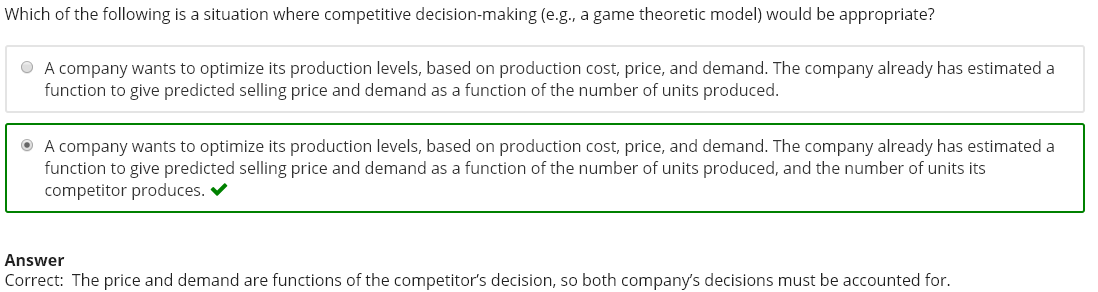 Which of the following is a situation where competitive decision-making (e.g., a game theoretic model) would be appropriate?
A company wants to optimize its production levels, based on production cost, price, and demand. The company already has estimated a
function to give predicted selling price and demand as a function of the number of units produced.
A company wants to optimize its production levels, based on production cost, price, and demand. The company already has estimated a
function to give predicted selling price and demand as a function of the number of units produced, and the number of units its
competitor produces.
Answer
Correct: The price and demand are functions of the competitor's decision, so both company's decisions must be accounted for.